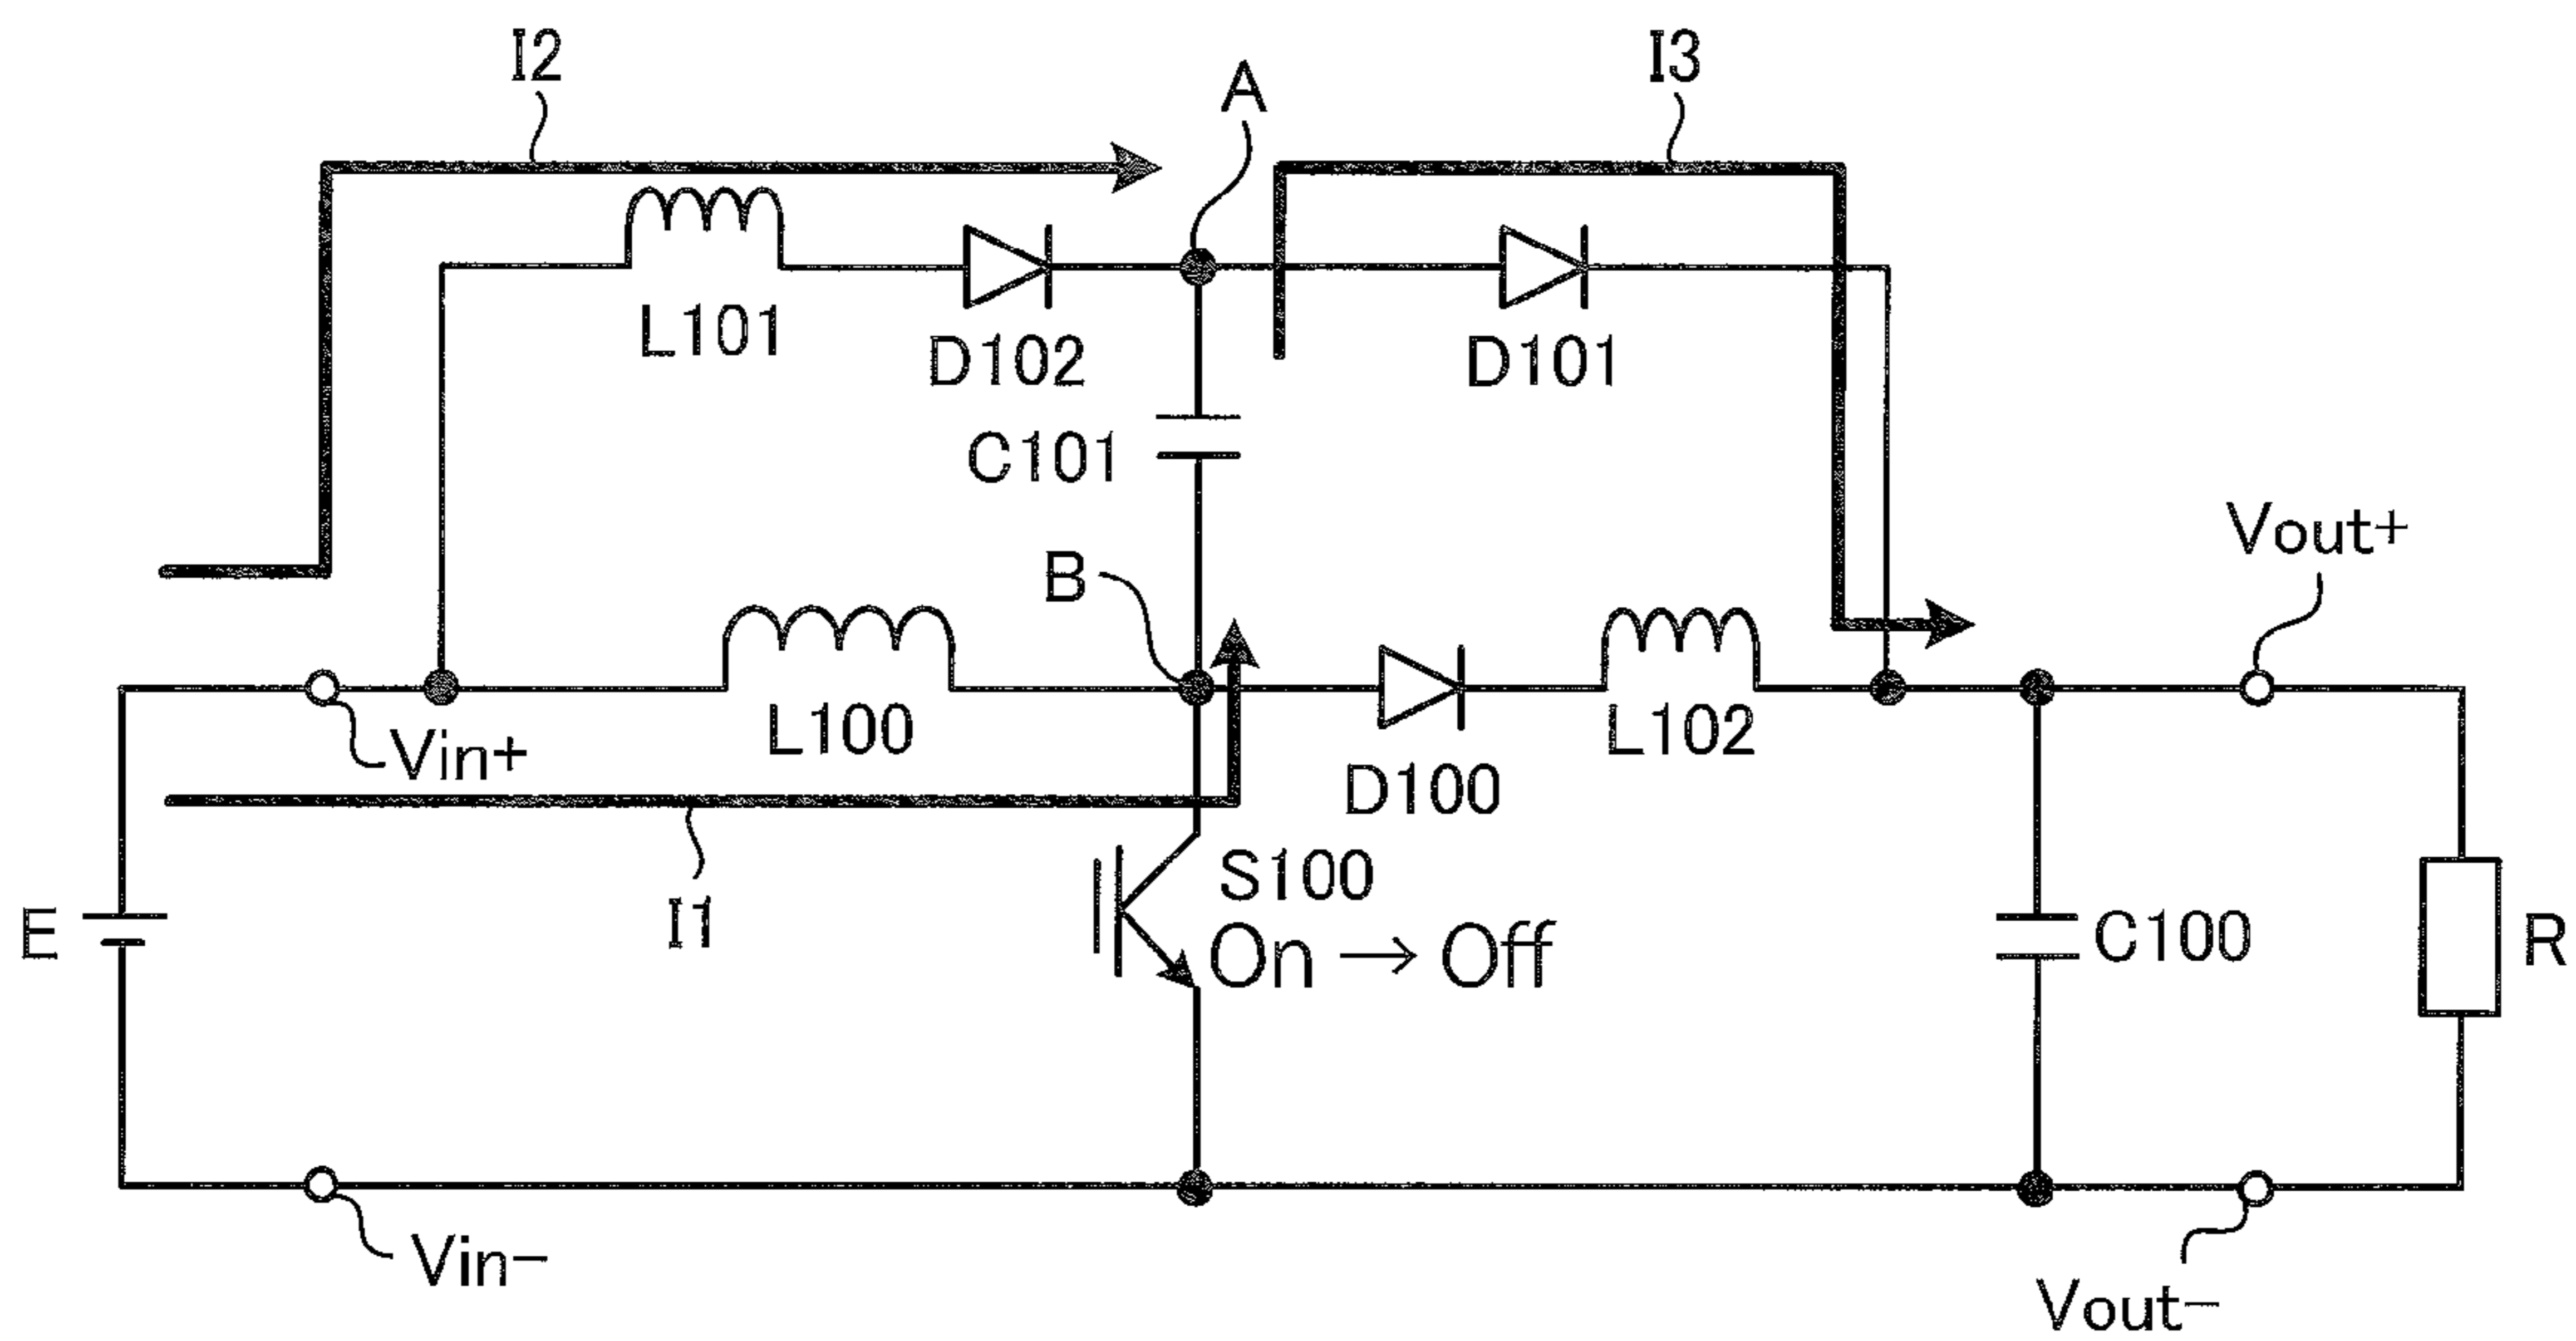 I2
I3
A
L101
D102
D101
C101
Vout+
B
L100
L102
Vin+
D100
S100
I1
On → Off
E
C100
R
Vin−
Vout−